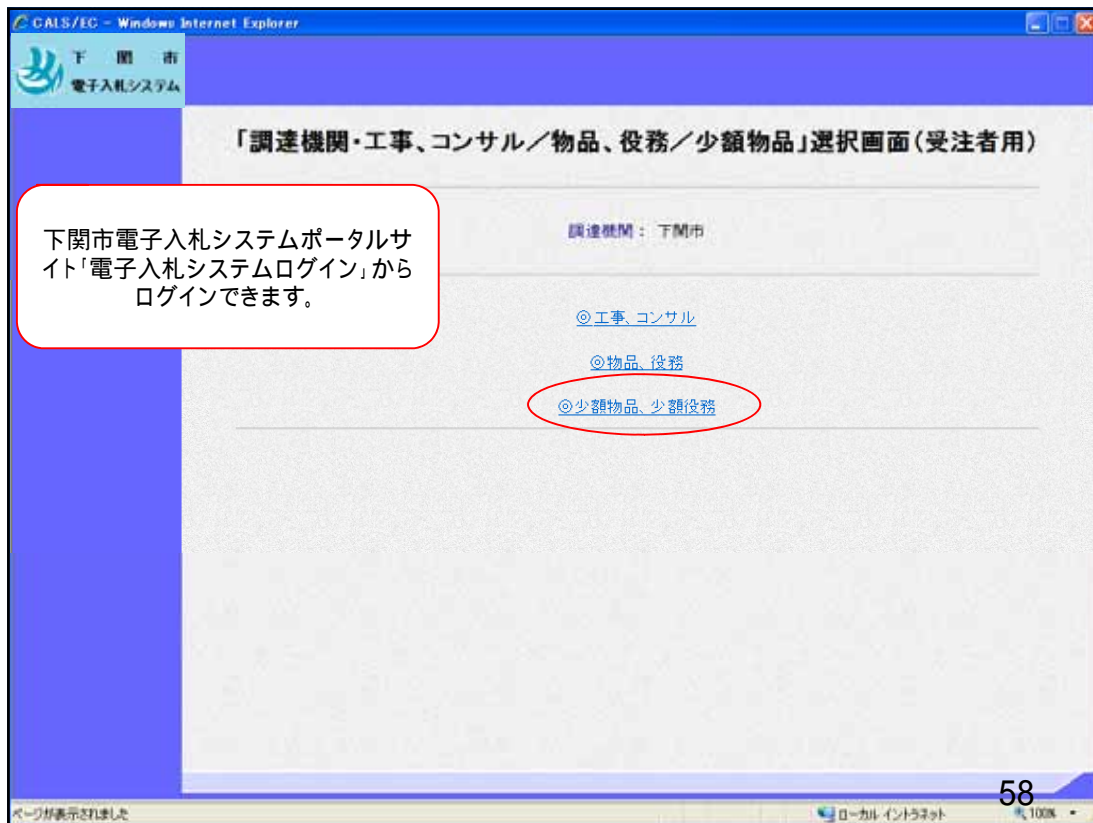 CALS/EC - Windows Internet Explorer
下 関 市
電子入札システム
「調達機関・工事、コンサル／物品、役務／少額物品」選択画面(受注者用)
下関市電子入札システムポータルサ
イト「電子入札システムログイン」から
ログインできます。
調達機関： 下関市
◎工事、コンサル
◎物品、役務
◎少額物品、少額役務
58
ページが表示されました
ローカル イントラネット
100%